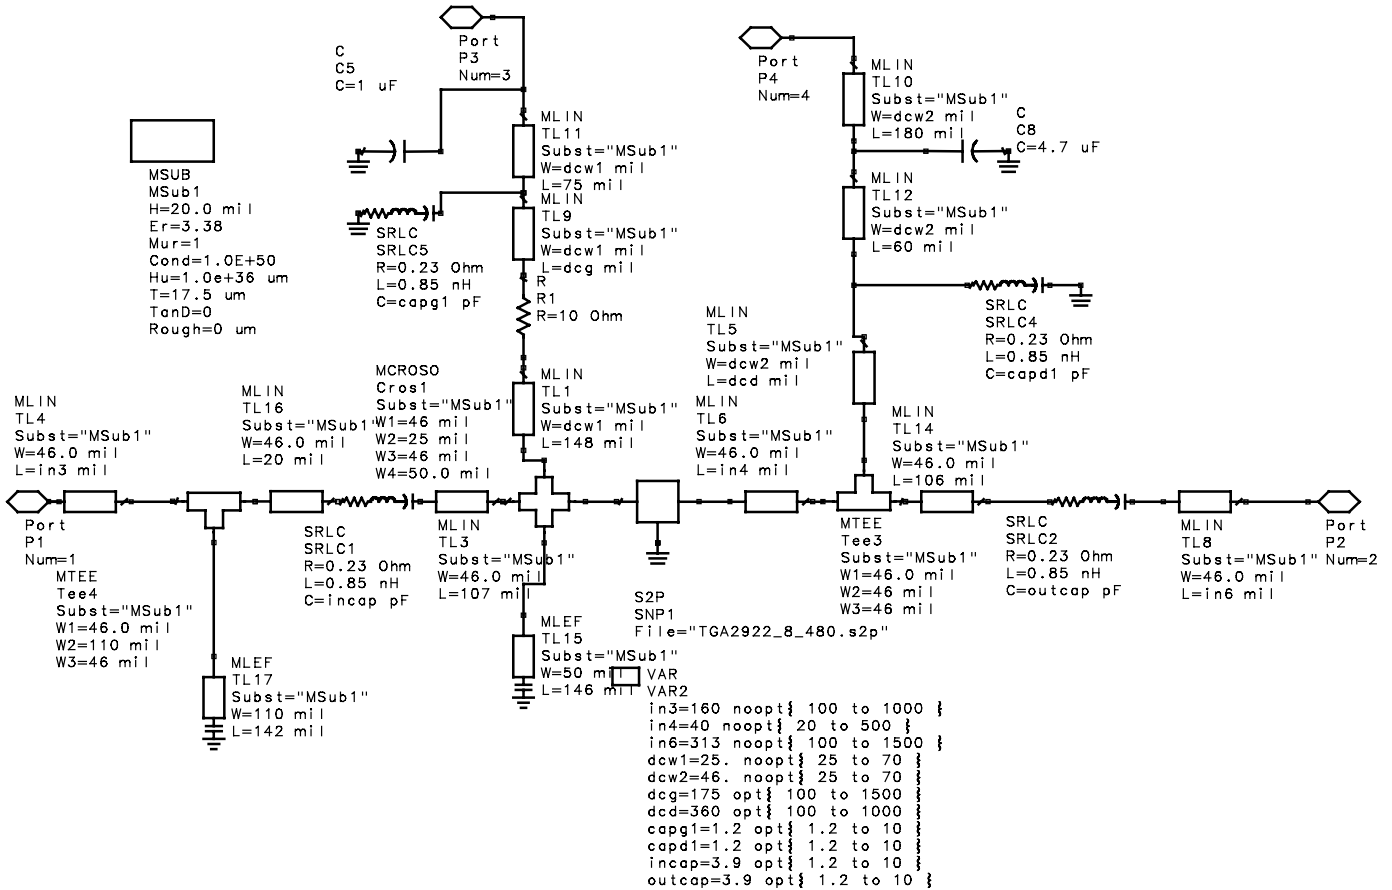 Port
P3
Num=3
C
C5
C=1 uF
Port
P4
Num=4
MLIN
TL10
Subst="MSub1"
W=dcw2 mil
L=180 mil
C
C8
C=4.7 uF
MLIN
TL11
Subst="MSub1"
W=dcw1 mil
L=75 mil
MSUB
MSub1
H=20.0 mil
Er=3.38
Mur=1
Cond=1.0E+50
Hu=1.0e+36 um
T=17.5 um
TanD=0
Rough=0 um
MLIN
TL12
Subst="MSub1"
W=dcw2 mil
L=60 mil
MLIN
TL9
Subst="MSub1"
W=dcw1 mil
L=dcg mil
SRLC
SRLC5
R=0.23 Ohm
L=0.85 nH
C=capg1 pF
R
R1
R=10 Ohm
SRLC
SRLC4
R=0.23 Ohm
L=0.85 nH
C=capd1 pF
MLIN
TL5
Subst="MSub1"
W=dcw2 mil
L=dcd mil
MLIN
TL4
Subst="MSub1"
W=46.0 mil
L=in3 mil
MLIN
TL16
Subst="MSub1"
W=46.0 mil
L=20 mil
MCROSO
Cros1
Subst="MSub1"
W1=46 mil
W2=25 mil
W3=46 mil
W4=50.0 mil
MLIN
TL1
Subst="MSub1"
W=dcw1 mil
L=148 mil
MLIN
TL6
Subst="MSub1"
W=46.0 mil
L=in4 mil
MLIN
TL14
Subst="MSub1"
W=46.0 mil
L=106 mil
Port
P1
Num=1
MTEE
Tee4
Subst="MSub1"
W1=46.0 mil
W2=110 mil
W3=46 mil
SRLC
SRLC1
R=0.23 Ohm
L=0.85 nH
C=incap pF
MLIN
TL3
Subst="MSub1"
W=46.0 mil
L=107 mil
S2P
SNP1
File="TGA2922_8_480.s2p"
MTEE
Tee3
Subst="MSub1"
W1=46.0 mil
W2=46 mil
W3=46 mil
SRLC
SRLC2
R=0.23 Ohm
L=0.85 nH
C=outcap pF
MLIN
TL8
Subst="MSub1"
W=46.0 mil
L=in6 mil
Port
P2
Num=2
MLEF
TL17
Subst="MSub1"
W=110 mil
L=142 mil
MLEF
TL15
Subst="MSub1"
W=50 mil
L=146 mil
VAR
VAR2
in3=160 noopt{ 100 to 1000 }
in4=40 noopt{ 20 to 500 }
in6=313 noopt{ 100 to 1500 }
dcw1=25. noopt{ 25 to 70 }
dcw2=46. noopt{ 25 to 70 }
dcg=175 opt{ 100 to 1500 }
dcd=360 opt{ 100 to 1000 }
capg1=1.2 opt{ 1.2 to 10 }
capd1=1.2 opt{ 1.2 to 10 }
incap=3.9 opt{ 1.2 to 10 }
outcap=3.9 opt{ 1.2 to 10 }